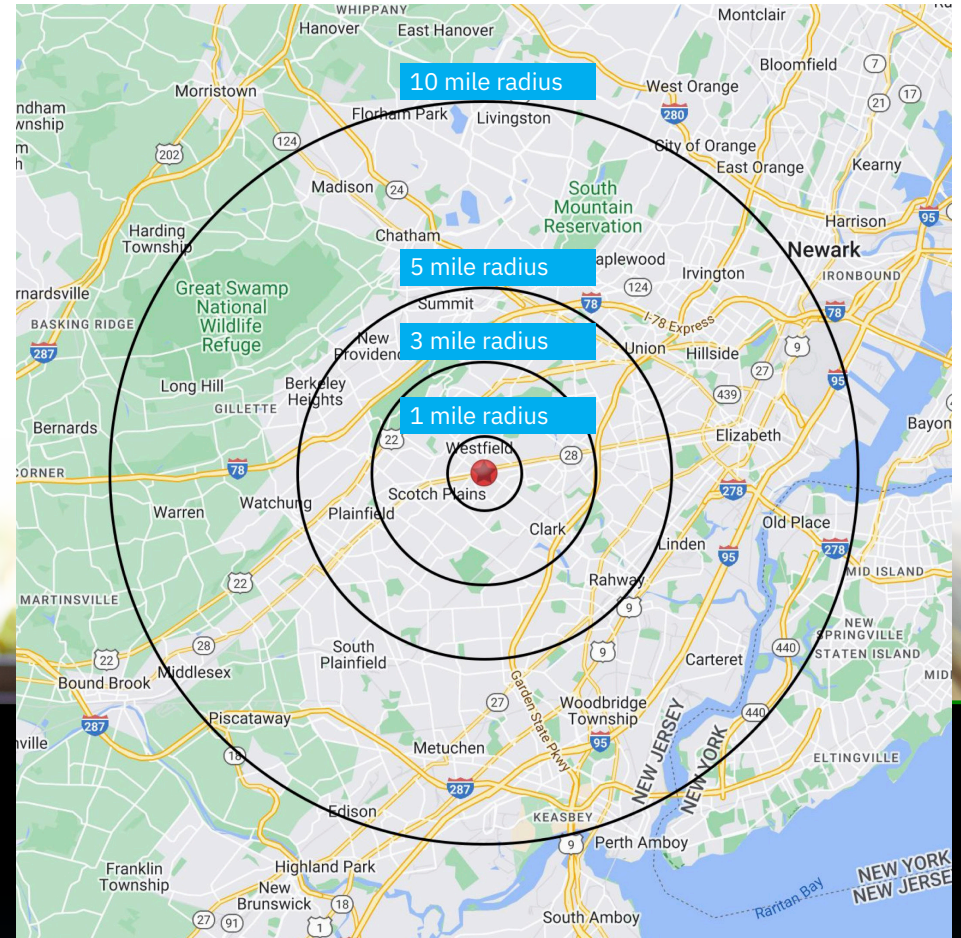 WHIPPANY
Hanover
East Hanover
Montclair
Bloomfield
7
Morristown
10 mile radius
West Orange
17
21
280
Florham Park
Livingston
ndham
wnship
m
h
124
202
City of Orange
East Orange
Kearny
Madison
24
South
Mountain
Reservation
Harrison
95
Harding
Township
Chatham
Newark
5 mile radius
aplewood
Irvington
IRONBOUND
rnardsville
Great Swamp
National
Wildlife
Refuge
124
Summit
78
78
BASKING RIDGE
I-78 Express
287
New
Providenc
3 mile radius
Union
Hillside
9
27
95
Long Hill
Berkeley
Heights
439
GILLETTE
1 mile radius
Bayon
Bernards
22
Westfield
28
Elizabeth
CORNER
78
Scotch Plains
278
Watchung
Warren
Plainfield
Clark
Old Place
Linden
278
95
MID ISLAND
22
Rahway
MARTINSVILLE
9
NEW
SPRINGVILLE
28
South
Plainfield
9
440
STATEN ISLAND
22
Carteret
Middlesex
MIDI
Bound Brook
27
Garden State Pkwy
Woodbridge
Township
440
Piscataway
287
NEW JERSEY
NEW YORK
nville
18
Metuchen
95
ELTINGVILLE
287
Edison
KEASBEY
9
Perth Amboy
Franklin
Township
Highland Park
NEW YORK
NEW JERSE
New
Brunswick
18
Raritan Bay
27
91
1
South Amboy